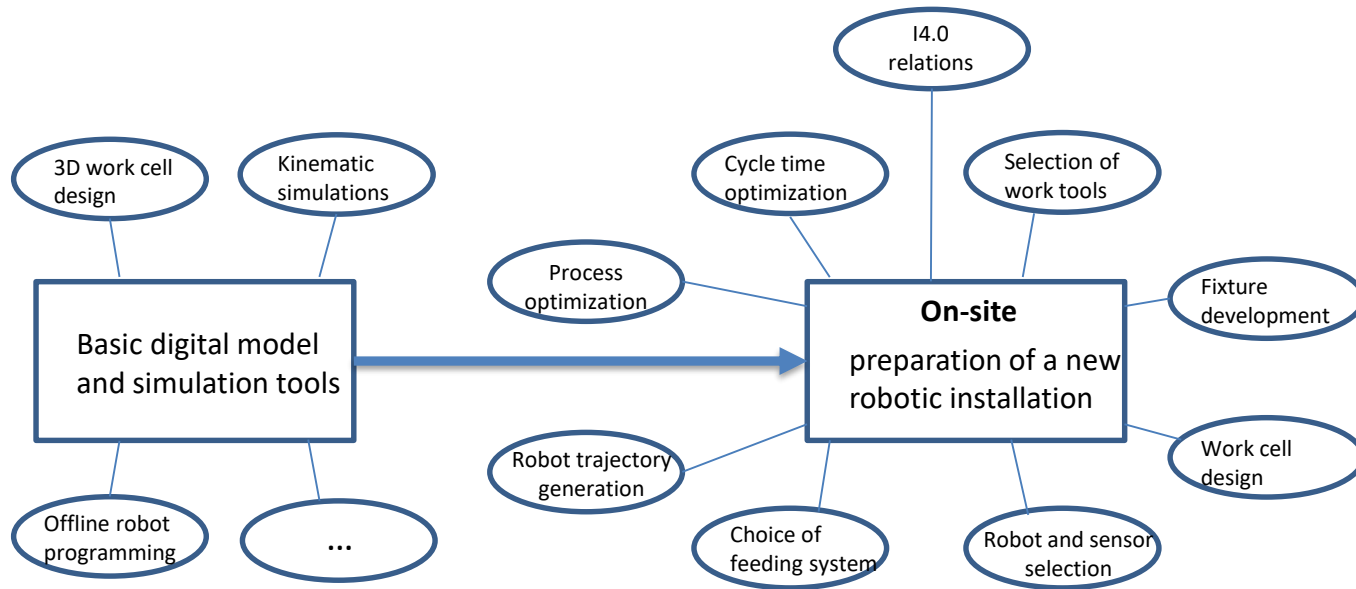 I4.0
relations
3D work cell
design
Kinematic
simulations
Cycle time
optimization
Selection of
work tools
Process
optimization
Fixture
development
Basic digital model
and simulation tools
On-site
preparation of a new
robotic installation
Robot trajectory
generation
Work cell
design
Offline robot
programming
...
Choice of
feeding system
Robot and sensor
selection